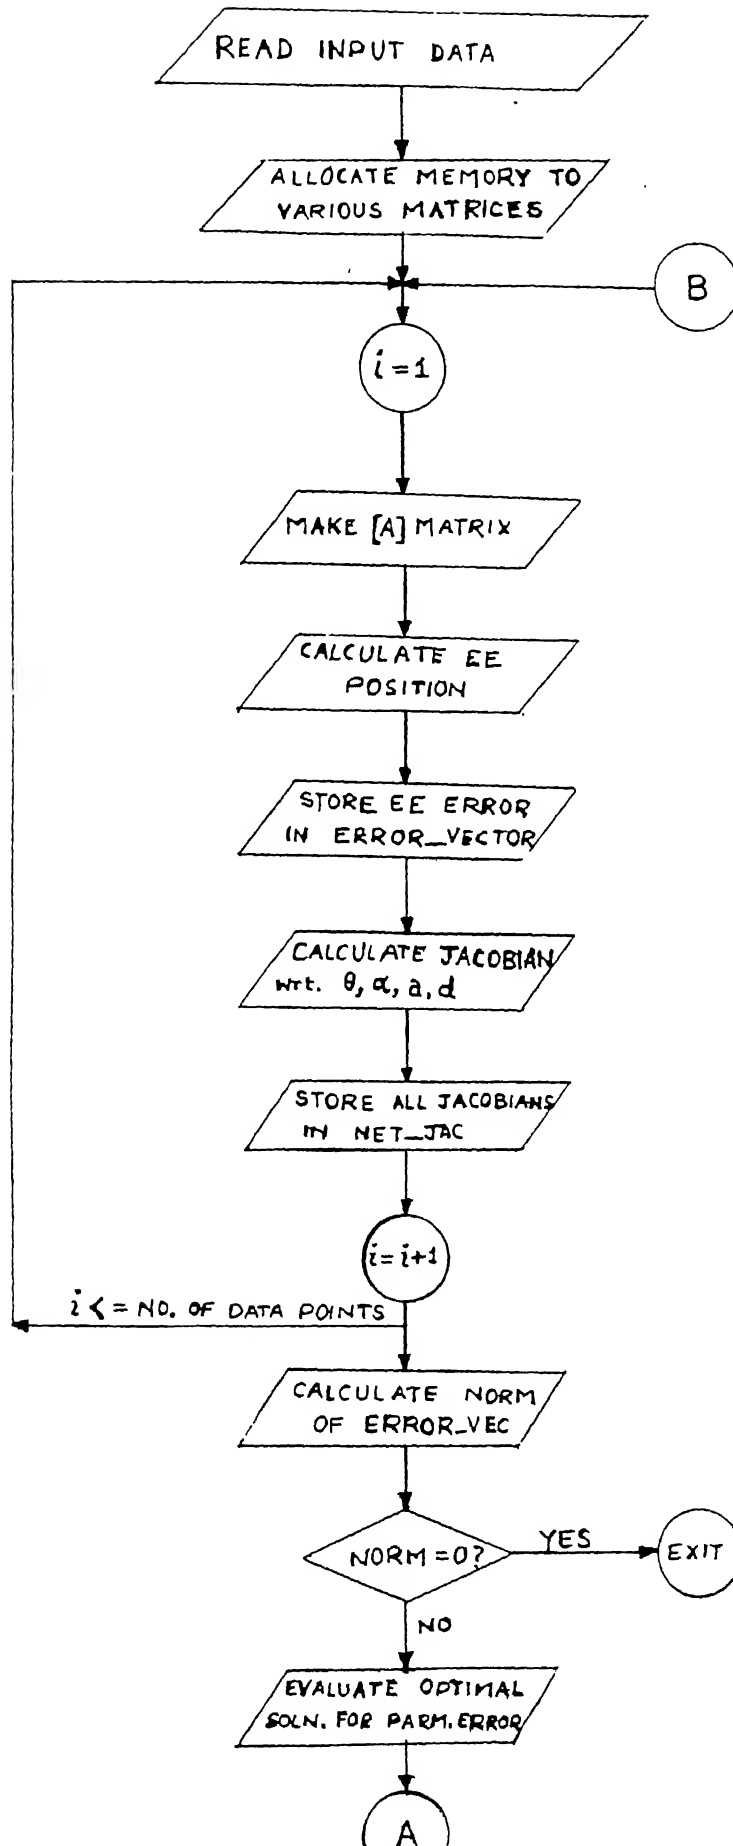 READ INPUT DATA
ALLOCATE MEMORY TO
VARIOUS MATRICES
B
i=1
MAKE [A] MATRIX
CALCULATE EE
POSITION
STORE EE ERROR
IN ERROR_VECTOR
CALCULATE JACOBIAN
wrt. θ, α, a, d
STORE ALL JACOBIANS
IN NET_JAC
i=i+1
i <= NO. OF DATA POINTS
CALCULATE NORM
OF ERROR_VEC
NORM=0?
YES
EXIT
NO
EVALUATE OPTIMAL
SOLN. FOR PARM. ERROR
A